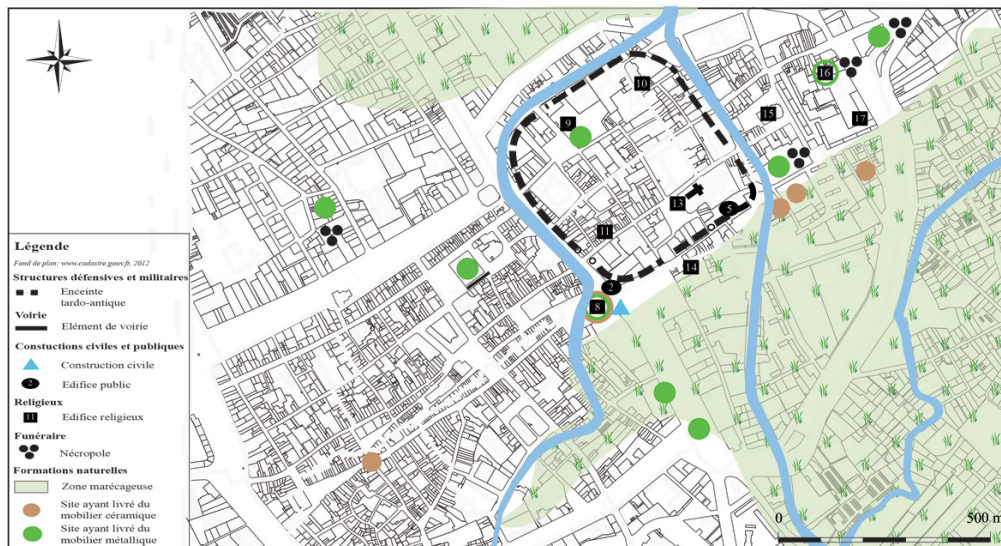 10
16
9
15
17
13
5
11
14
2
8
Légende
Fond de plan: www.cadastre.gouv.fr, 2012
Structures défensives et militaires
Enceinte
tardo-antique
Voirie
Elément de voirie
Constuctions civiles et publiques
Construction civile
2 Edifice public
Religieux
11 Edifice religieux
Funéraire
Nécropole
Formations naturelles
Zone marécageuse
Site ayant livré du
mobilier céramique
Site ayant livré du
mobilier métallique
0 500 m